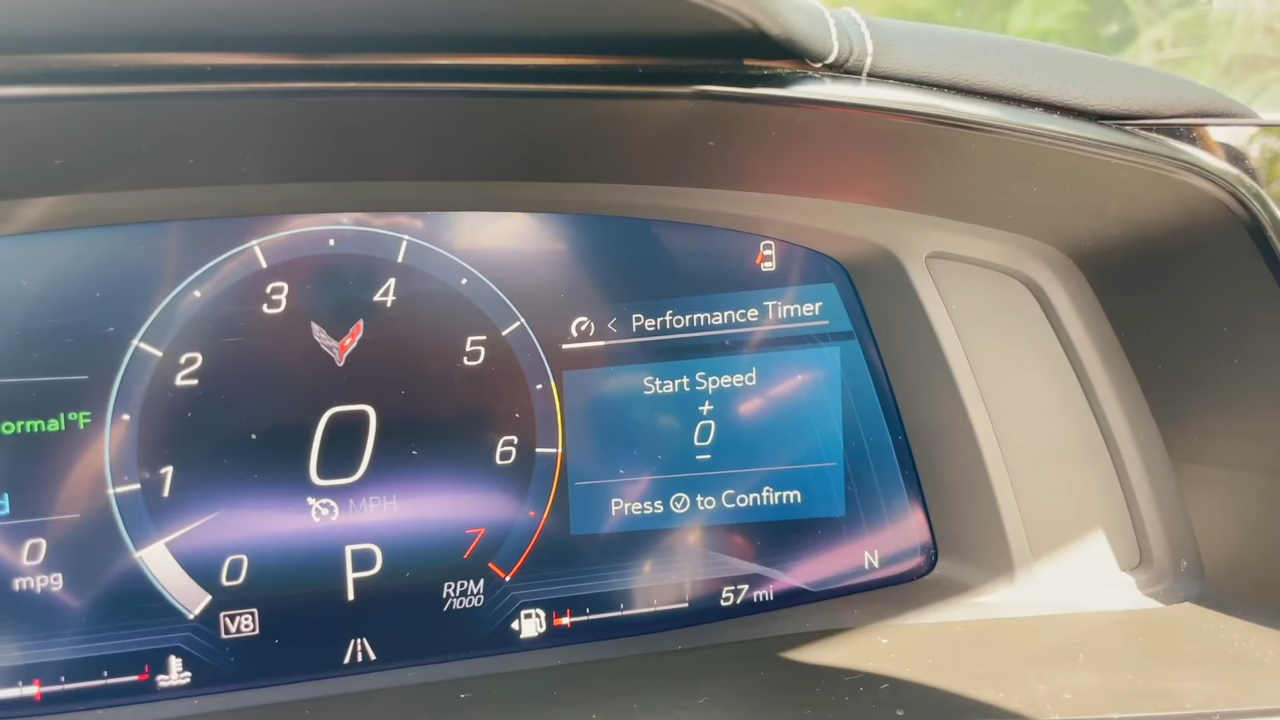 ormal°F
0
mpg
1
2
3
4
5
6
7
0
0
MPH
P
RPM
/1000
V8
Performance Timer
Start Speed
+
0
−
Press ✓ to Confirm
57 mi
N